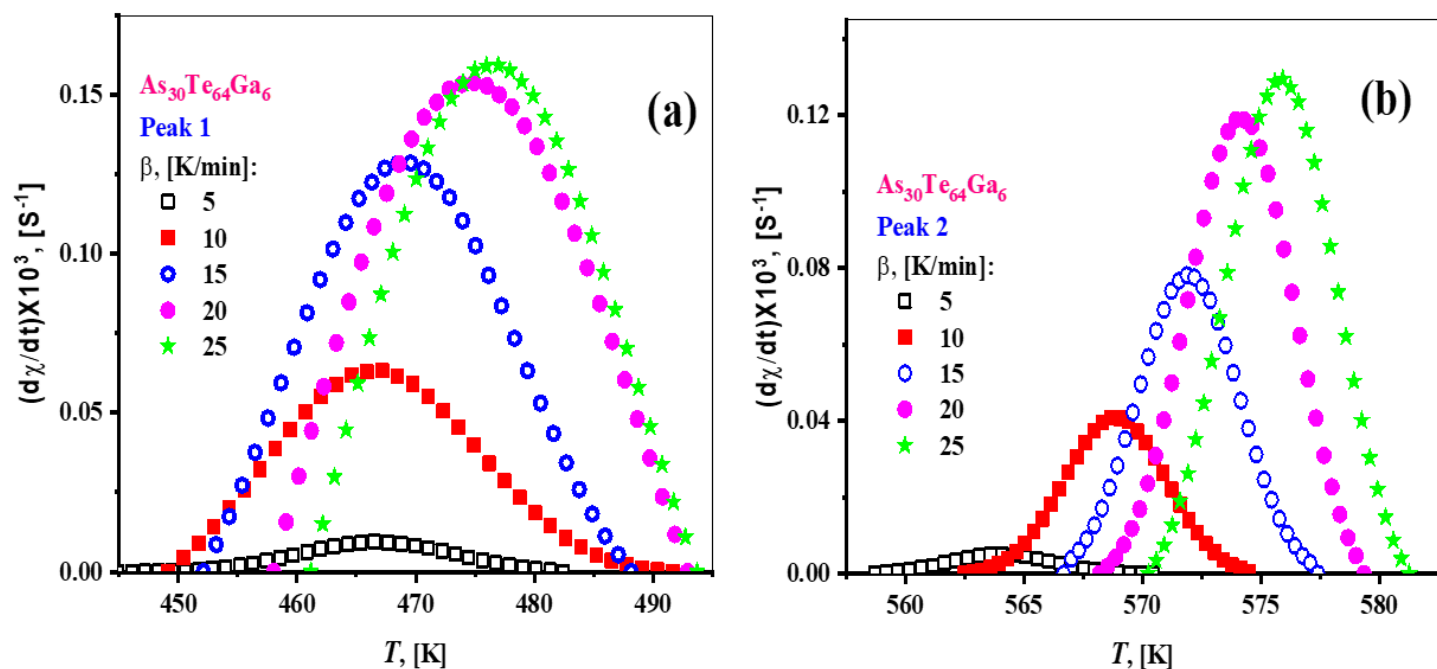 (a)
As₃₀Te₆₄Ga₆
Peak 1
β, [K/min]:
5
10
15
20
25
(dχ/dt)X10³, [S⁻¹]
0.15
0.10
0.05
0.00
450 460 470 480 490
T, [K]
(b)
As₃₀Te₆₄Ga₆
Peak 2
β, [K/min]:
5
10
15
20
25
(dχ/dt)X10³, [S⁻¹]
0.12
0.08
0.04
0.00
560 565 570 575 580
T, [K]